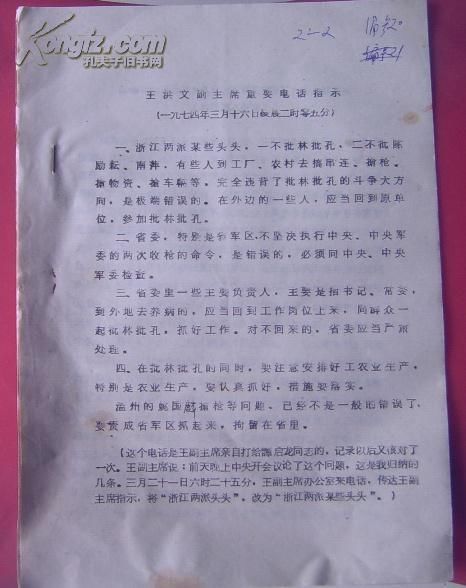 Kongfz.com
孔夫子旧书网
2—2
王洪文副主席重要电话指示
(一九七四年三月十六日凌晨二时零五分)
一、浙江两派某些头头，一不批林批孔，二不批陈
励耘、南萍，有些人到工厂、农村去搞串连、抢枪、
抢物资、抢车辆等，完全违背了批林批孔的斗争大方
向，是极端错误的。在外边的一些人，应当回到原单
位，参加批林批孔。
二、省委，特别是省军区，不坚决执行中央、中央军
委的两次收枪的命令，是错误的，必须向中央、中央
军委检查。
三、省委里一些主要负责人，主要是指书记、常委，
到外地去养病的，应当回到工作岗位上来，同群众一
起批林批孔，抓好工作。对不回来的，省委应当严肃
处理。
四、在批林批孔的同时，要注意安排好工农业生产，
特别是农业生产，要认真抓好，措施要落实。
温州的姚国麟抢枪等问题，已经不是一般的错误了，
要责成省军区抓起来，拘留在省里。
(这个电话是王副主席亲自打给谭启龙同志的，记录以后又核对了
一次。王副主席说：前天晚上中央开会议论了这个问题，这是我归纳的
几条。三月二十一日六时二十五分，王副主席办公室来电话，传达王副
主席指示，将“浙江两派头头”，改为“浙江两派某些头头”。)